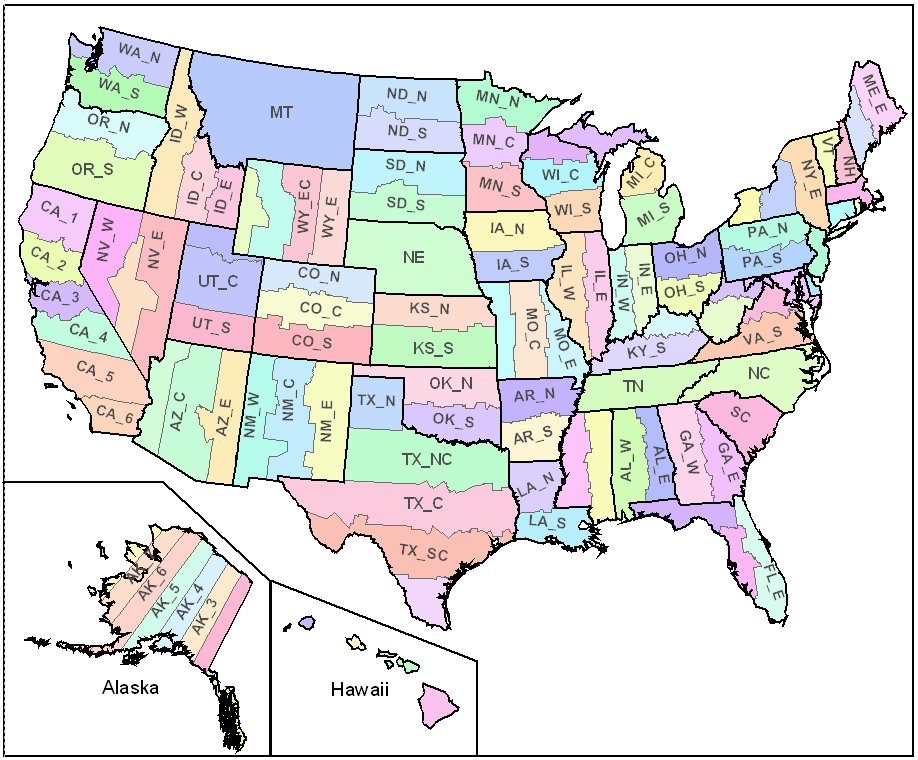 WA_N
WA_S
OR_N
OR_S
ID_W
ID_C
ID_E
MT
WY_EC
WY_E
ND_N
ND_S
SD_N
SD_S
NE
MN_N
MN_C
MN_S
WI_C
WI_S
MI_C
MI_S
IA_N
IA_S
IL_W
IL_E
IN_W
IN_E
OH_N
OH_S
PA_N
PA_S
NY_E
VT
NH
ME_E
CA_1
CA_2
CA_3
CA_4
CA_5
CA_6
NV_W
NV_E
UT_C
UT_S
CO_N
CO_C
CO_S
KS_N
KS_S
MO_C
MO_E
KY_S
VA_S
TN
NC
SC
AZ_C
AZ_E
NM_W
NM_C
NM_E
TX_N
OK_N
OK_S
AR_N
AR_S
TX_NC
TX_C
TX_SC
LA_N
LA_S
AL_W
AL_E
GA_W
GA_E
FL_E
AK_6
AK_5
AK_4
AK_3
Alaska
Hawaii